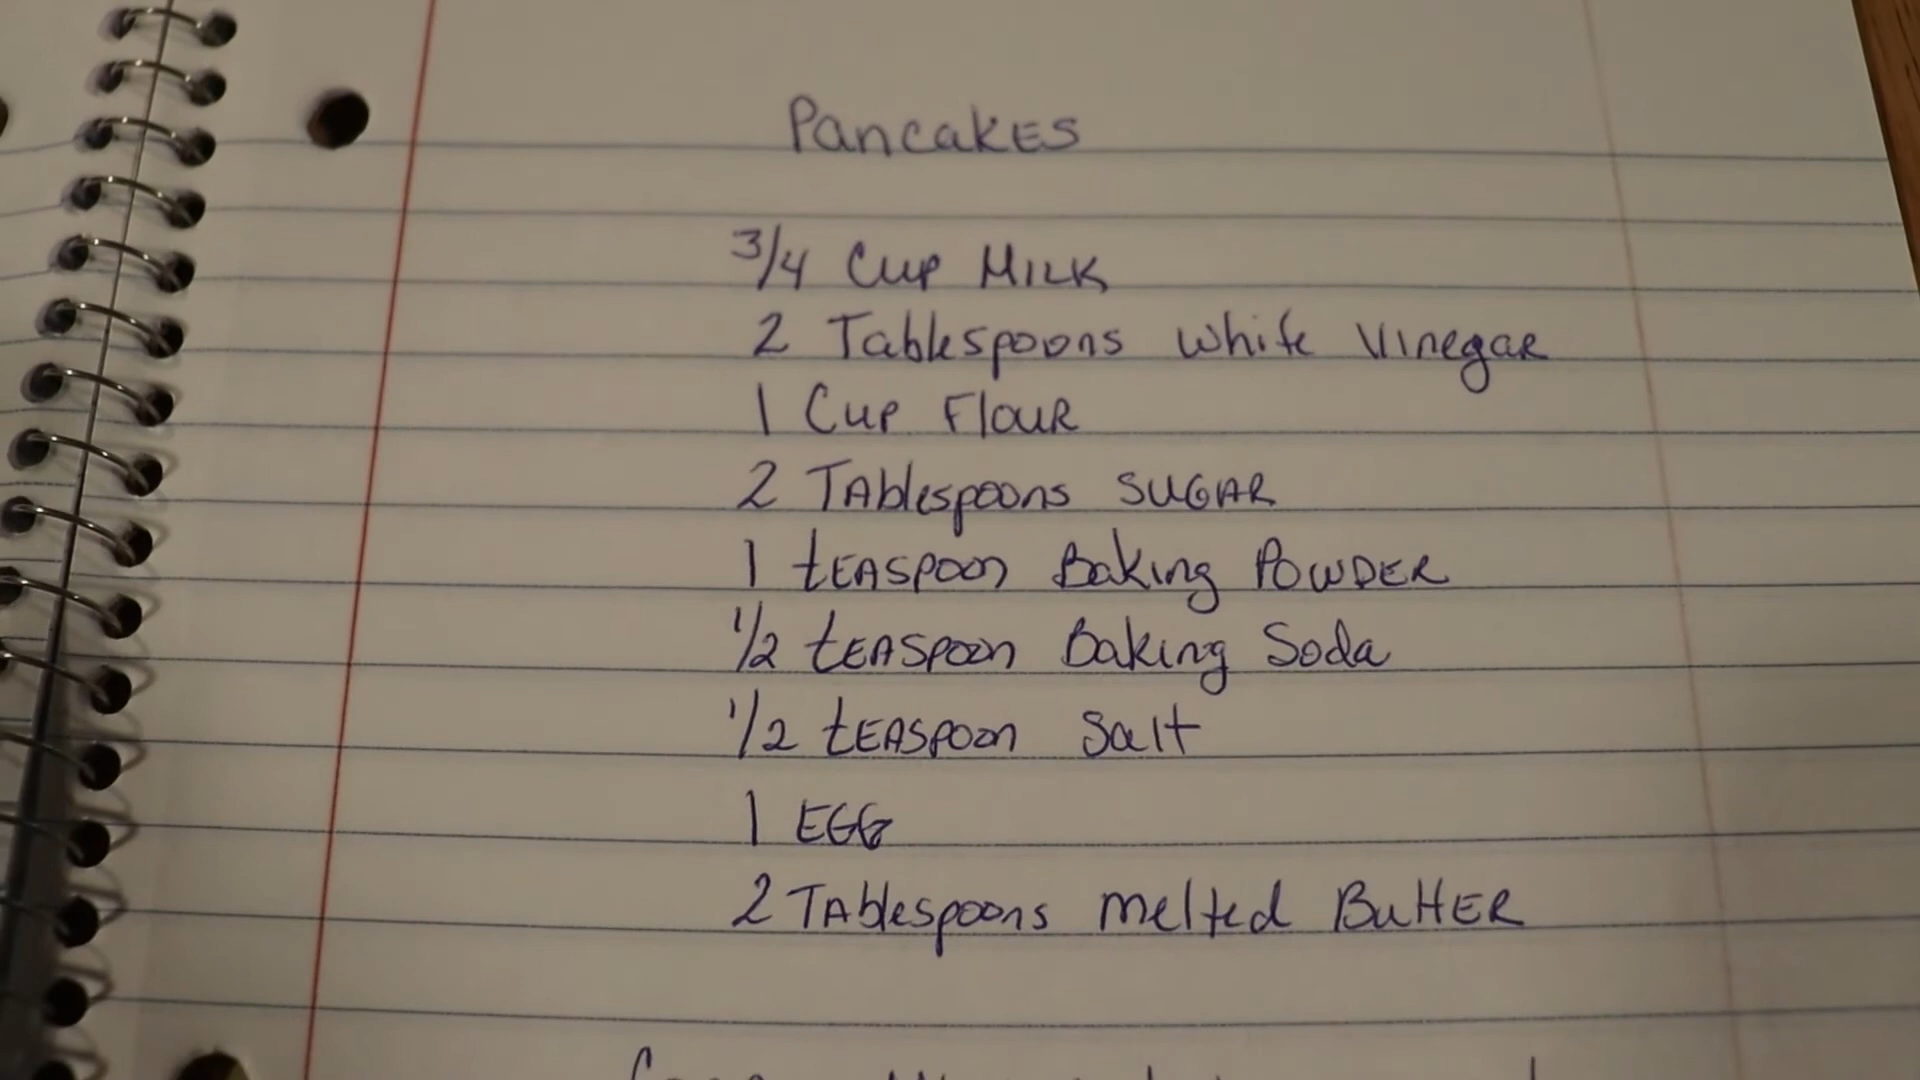 Pancakes
3/4 Cup Milk
2 Tablespoons White Vinegar
1 Cup Flour
2 Tablespoons Sugar
1 teaspoon Baking Powder
1/2 teaspoon Baking Soda
1/2 teaspoon Salt
1 Egg
2 Tablespoons melted Butter